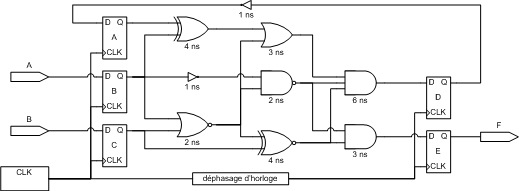 1 ns
D Q
A
CLK
4 ns
3 ns
A
D Q
B
CLK
1 ns
2 ns
6 ns
D Q
D
CLK
B
D Q
C
CLK
2 ns
4 ns
3 ns
D Q
E
CLK
F
CLK
déphasage d'horloge